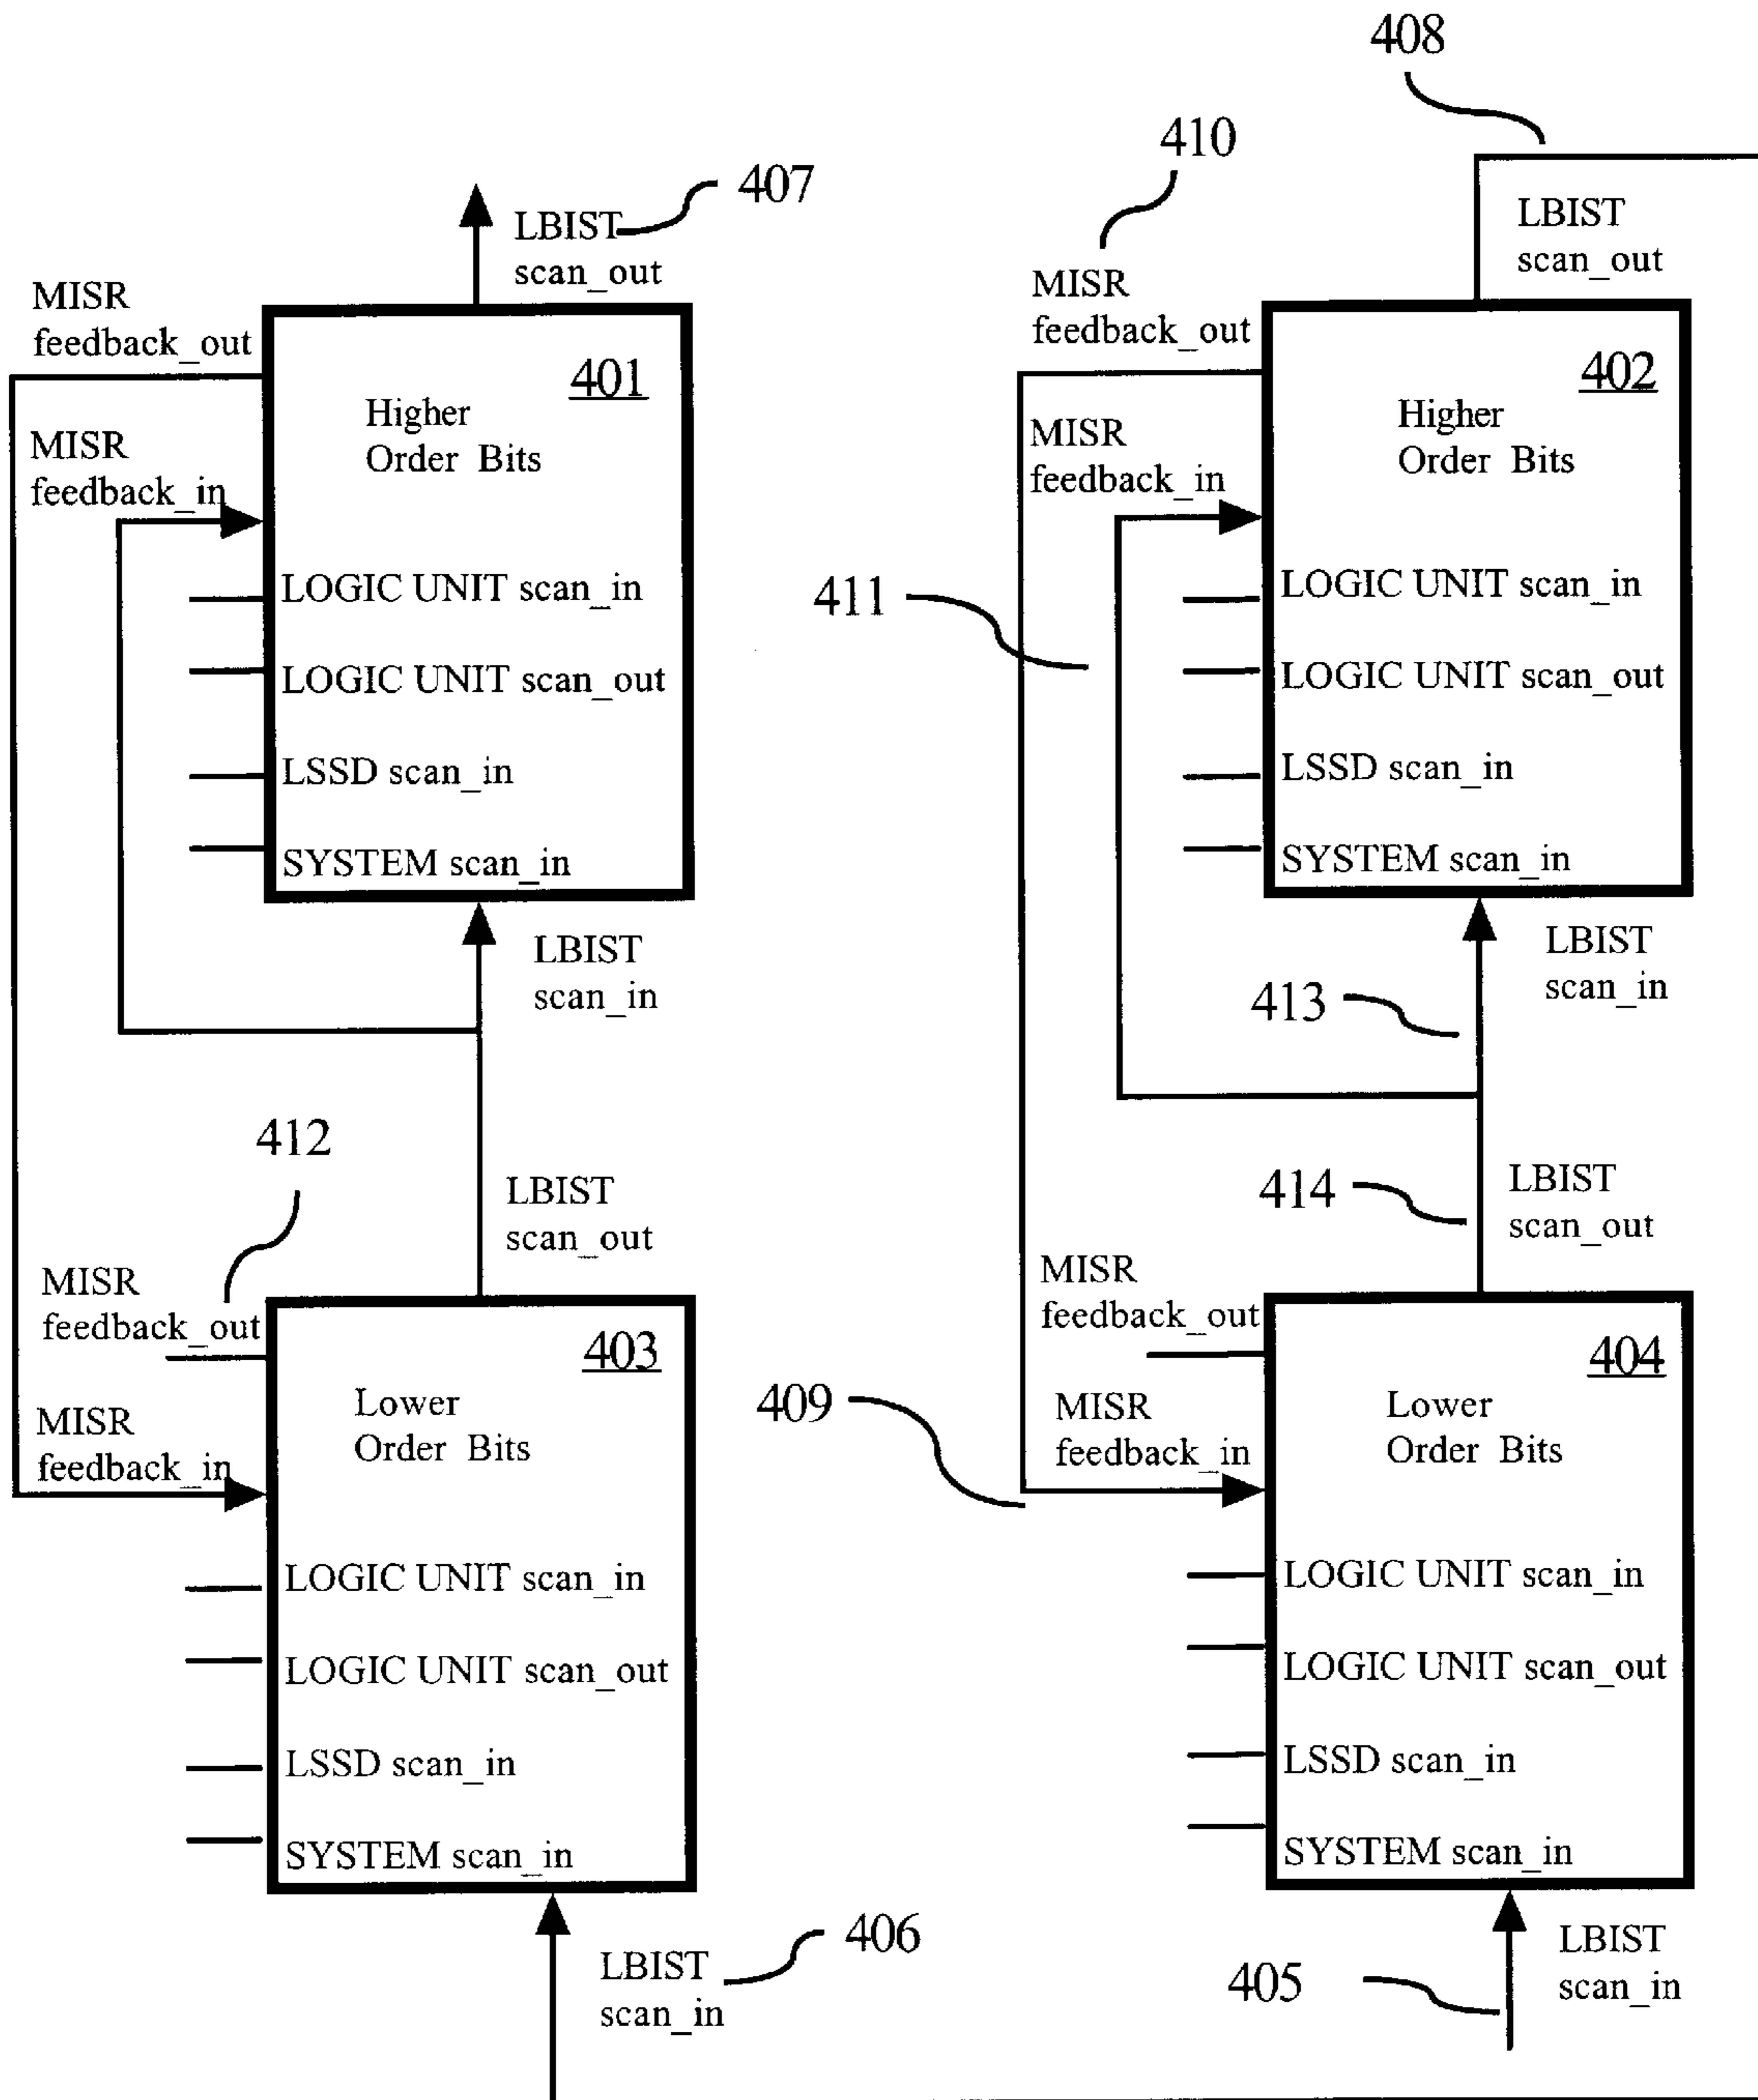 408
410
407
LBIST
scan_out
LBIST
scan_out
MISR
feedback_out
MISR
feedback_out
401
402
Higher
Order Bits
Higher
Order Bits
MISR
feedback_in
MISR
feedback_in
411
LOGIC UNIT scan_in
LOGIC UNIT scan_out
LSSD scan_in
SYSTEM scan_in
LOGIC UNIT scan_in
LOGIC UNIT scan_out
LSSD scan_in
SYSTEM scan_in
LBIST
scan_in
LBIST
scan_in
413
412
LBIST
scan_out
414
LBIST
scan_out
MISR
feedback_out
MISR
feedback_out
403
404
Lower
Order Bits
Lower
Order Bits
MISR
feedback_in
409
MISR
feedback_in
LOGIC UNIT scan_in
LOGIC UNIT scan_out
LSSD scan_in
SYSTEM scan_in
LOGIC UNIT scan_in
LOGIC UNIT scan_out
LSSD scan_in
SYSTEM scan_in
406
LBIST
scan_in
405
LBIST
scan_in